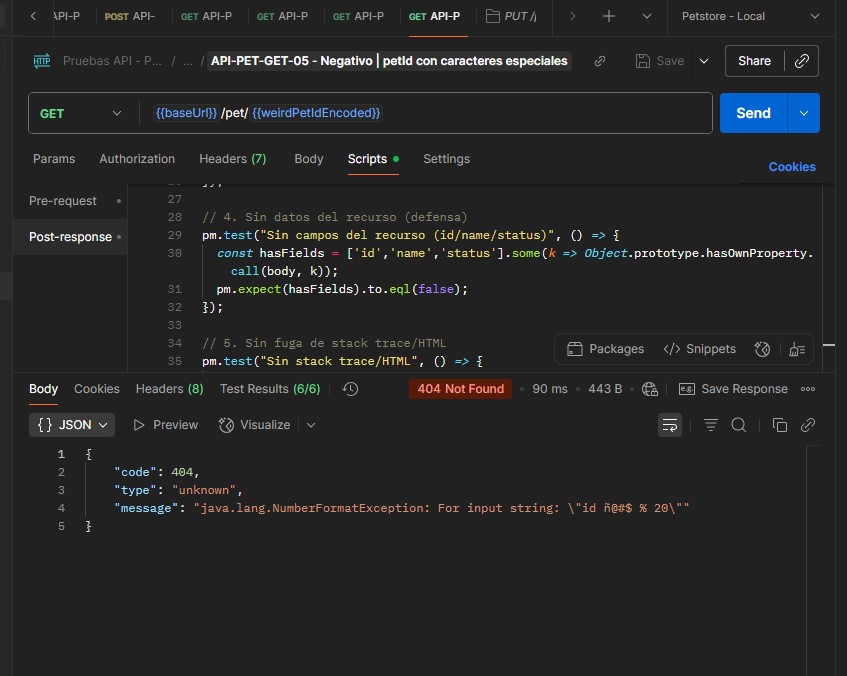 API-P POST API- GET API-P GET API-P GET API-P GET API-P PUT // Petstore - Local
HTTP Pruebas API - P... / ... / API-PET-GET-05 - Negativo | petId con caracteres especiales Save Share
GET {{baseUrl}} /pet/ {{weirdPetIdEncoded}} Send
Params Authorization Headers (7) Body Scripts Settings
Cookies
Pre-request
Post-response
27
28 // 4. Sin datos del recurso (defensa)
29 pm.test("Sin campos del recurso (id/name/status)", () => {
30 const hasFields = ['id','name','status'].some(k => Object.prototype.hasOwnProperty.
call(body, k));
31 pm.expect(hasFields).to.eql(false);
32 });
33
34 // 5. Sin fuga de stack trace/HTML
35 pm.test("Sin stack trace/HTML", () => {
Packages </> Snippets
Body Cookies Headers (8) Test Results (6/6) 404 Not Found 90 ms 443 B e.g. Save Response
{} JSON Preview Visualize
1 {
2 "code": 404,
3 "type": "unknown",
4 "message": "java.lang.NumberFormatException: For input string: \"id ñ@#$ % 20\""
5 }